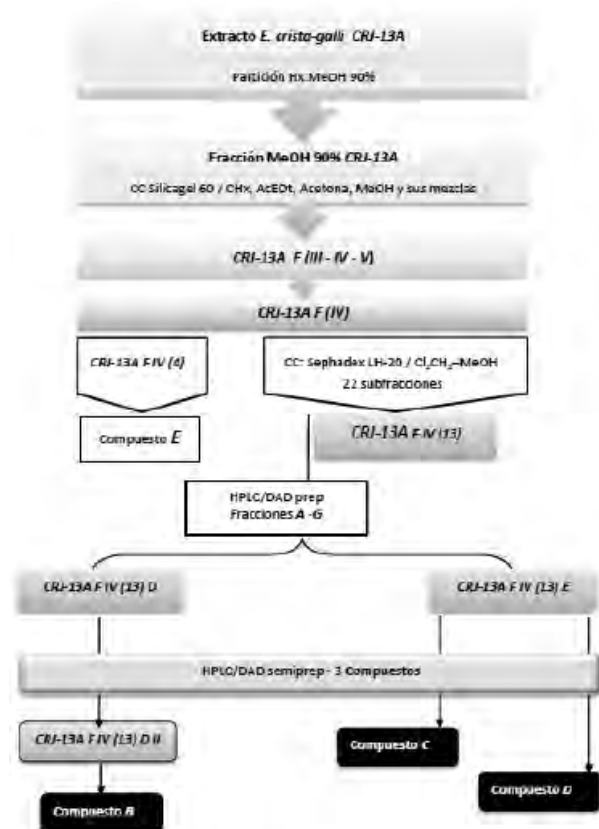 Extracto E. crista-galli CRJ-13A
Partición Hx MeOH 90%
Fracción MeOH 90% CRJ-13A
CC Silicagel 60 / CHx, AcEOt, Acetona, MeOH y sus mezclas
CRJ-13A F (III - IV - V)
CRJ-13A F (IV)
CRJ-13A F IV (4)
CC: Sephadex LH-20 / Cl₂CH₂–MeOH
22 subfracciones
Compuesto E
CRJ-13A F IV (13)
HPLC/DAD prep
Fracciones A -G
CRJ-13A F IV (13) D
CRJ-13A F IV (13) E
HPLC/DAD semiprep - 3 Compuestos
CRJ-13A F IV (13) D II
Compuesto C
Compuesto D
Compuesto B